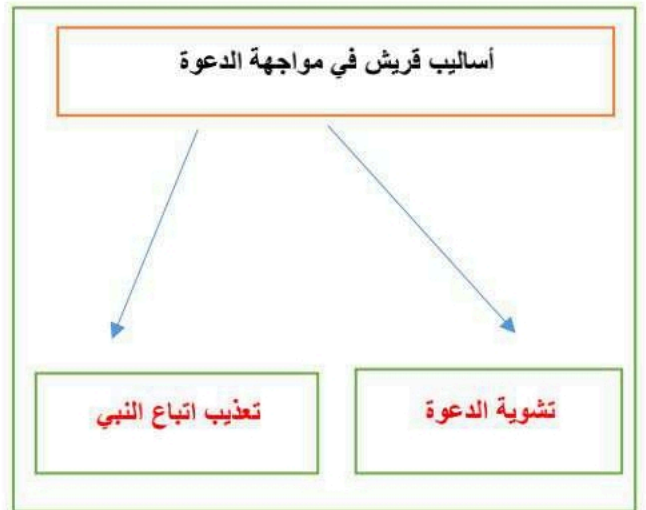 أساليب قريش في مواجهة الدعوة
تشوية الدعوة
تعذيب اتباع النبي